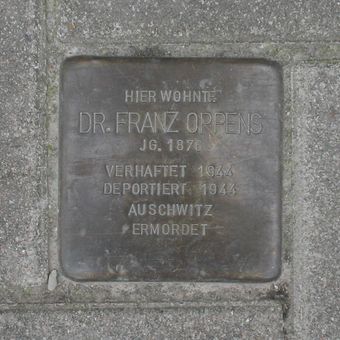 HIER WOHNTE
DR. FRANZ OPPENS
JG. 1876
VERHAFTET 1944
DEPORTIERT 1944
AUSCHWITZ
ERMORDET